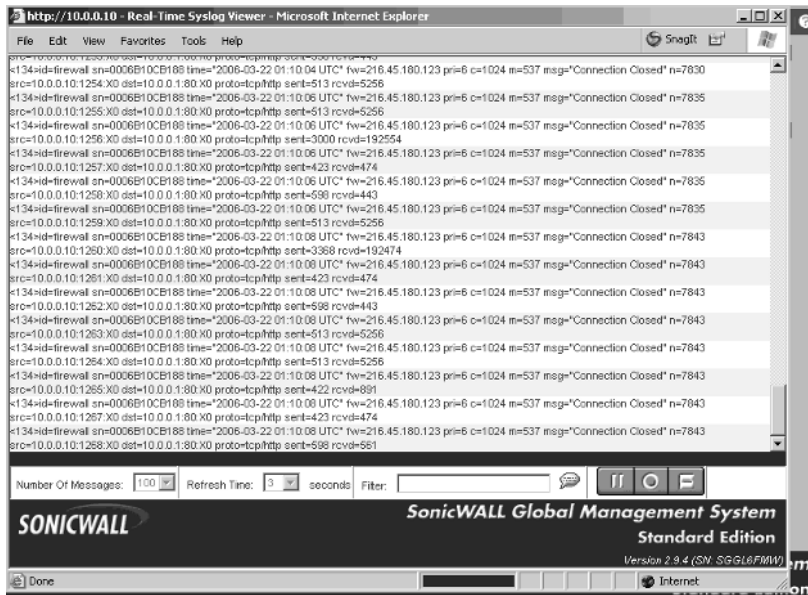 http://10.0.0.10 - Real-Time Syslog Viewer - Microsoft Internet Explorer
File Edit View Favorites Tools Help SnagIt
src=10.0.0.10:1253:X0 dst=10.0.0.1:80:X0 proto=tcp/http sent=598 rcvd=443
<134>id=firewall sn=0006B10CB188 time="2006-03-22 01:10:04 UTC" fw=216.45.180.123 pri=6 c=1024 m=537 msg="Connection Closed" n=7830
src=10.0.0.10:1254:X0 dst=10.0.0.1:80:X0 proto=tcp/http sent=513 rcvd=5256
<134>id=firewall sn=0006B10CB188 time="2006-03-22 01:10:06 UTC" fw=216.45.180.123 pri=6 c=1024 m=537 msg="Connection Closed" n=7835
src=10.0.0.10:1255:X0 dst=10.0.0.1:80:X0 proto=tcp/http sent=513 rcvd=5256
<134>id=firewall sn=0006B10CB188 time="2006-03-22 01:10:06 UTC" fw=216.45.180.123 pri=6 c=1024 m=537 msg="Connection Closed" n=7835
src=10.0.0.10:1256:X0 dst=10.0.0.1:80:X0 proto=tcp/http sent=3000 rcvd=192554
<134>id=firewall sn=0006B10CB188 time="2006-03-22 01:10:06 UTC" fw=216.45.180.123 pri=6 c=1024 m=537 msg="Connection Closed" n=7835
src=10.0.0.10:1257:X0 dst=10.0.0.1:80:X0 proto=tcp/http sent=423 rcvd=474
<134>id=firewall sn=0006B10CB188 time="2006-03-22 01:10:06 UTC" fw=216.45.180.123 pri=6 c=1024 m=537 msg="Connection Closed" n=7835
src=10.0.0.10:1258:X0 dst=10.0.0.1:80:X0 proto=tcp/http sent=598 rcvd=443
<134>id=firewall sn=0006B10CB188 time="2006-03-22 01:10:06 UTC" fw=216.45.180.123 pri=6 c=1024 m=537 msg="Connection Closed" n=7835
src=10.0.0.10:1259:X0 dst=10.0.0.1:80:X0 proto=tcp/http sent=513 rcvd=5256
<134>id=firewall sn=0006B10CB188 time="2006-03-22 01:10:08 UTC" fw=216.45.180.123 pri=6 c=1024 m=537 msg="Connection Closed" n=7843
src=10.0.0.10:1260:X0 dst=10.0.0.1:80:X0 proto=tcp/http sent=3368 rcvd=192474
<134>id=firewall sn=0006B10CB188 time="2006-03-22 01:10:08 UTC" fw=216.45.180.123 pri=6 c=1024 m=537 msg="Connection Closed" n=7843
src=10.0.0.10:1261:X0 dst=10.0.0.1:80:X0 proto=tcp/http sent=423 rcvd=474
<134>id=firewall sn=0006B10CB188 time="2006-03-22 01:10:08 UTC" fw=216.45.180.123 pri=6 c=1024 m=537 msg="Connection Closed" n=7843
src=10.0.0.10:1262:X0 dst=10.0.0.1:80:X0 proto=tcp/http sent=598 rcvd=443
<134>id=firewall sn=0006B10CB188 time="2006-03-22 01:10:08 UTC" fw=216.45.180.123 pri=6 c=1024 m=537 msg="Connection Closed" n=7843
src=10.0.0.10:1263:X0 dst=10.0.0.1:80:X0 proto=tcp/http sent=513 rcvd=5256
<134>id=firewall sn=0006B10CB188 time="2006-03-22 01:10:08 UTC" fw=216.45.180.123 pri=6 c=1024 m=537 msg="Connection Closed" n=7843
src=10.0.0.10:1264:X0 dst=10.0.0.1:80:X0 proto=tcp/http sent=513 rcvd=5256
<134>id=firewall sn=0006B10CB188 time="2006-03-22 01:10:08 UTC" fw=216.45.180.123 pri=6 c=1024 m=537 msg="Connection Closed" n=7843
src=10.0.0.10:1265:X0 dst=10.0.0.1:80:X0 proto=tcp/http sent=422 rcvd=891
<134>id=firewall sn=0006B10CB188 time="2006-03-22 01:10:08 UTC" fw=216.45.180.123 pri=6 c=1024 m=537 msg="Connection Closed" n=7843
src=10.0.0.10:1267:X0 dst=10.0.0.1:80:X0 proto=tcp/http sent=423 rcvd=474
<134>id=firewall sn=0006B10CB188 time="2006-03-22 01:10:08 UTC" fw=216.45.180.123 pri=6 c=1024 m=537 msg="Connection Closed" n=7843
src=10.0.0.10:1268:X0 dst=10.0.0.1:80:X0 proto=tcp/http sent=598 rcvd=561
Number Of Messages: 100 Refresh Time: 3 seconds Filter:
SONICWALL
SonicWALL Global Management System
Standard Edition
Version 2.9.4 (SN: SGGL6FMW)
Done Internet